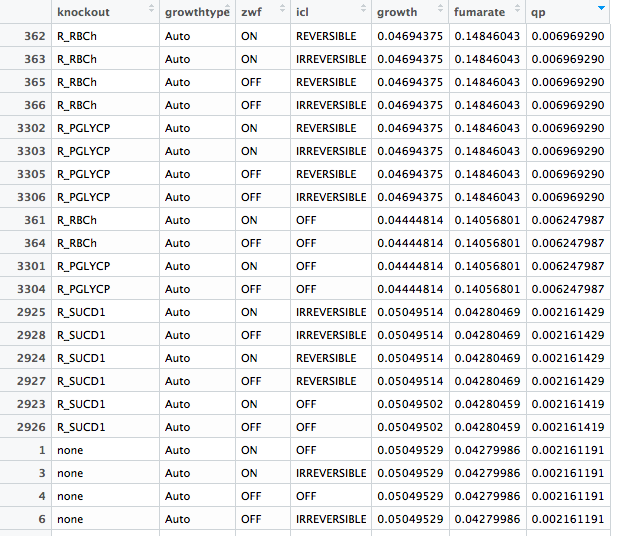 knockout growthtype zwf icl growth fumarate qp
362 R_RBCh Auto ON REVERSIBLE 0.04694375 0.14846043 0.006969290
363 R_RBCh Auto ON IRREVERSIBLE 0.04694375 0.14846043 0.006969290
365 R_RBCh Auto OFF REVERSIBLE 0.04694375 0.14846043 0.006969290
366 R_RBCh Auto OFF IRREVERSIBLE 0.04694375 0.14846043 0.006969290
3302 R_PGLYCP Auto ON REVERSIBLE 0.04694375 0.14846043 0.006969290
3303 R_PGLYCP Auto ON IRREVERSIBLE 0.04694375 0.14846043 0.006969290
3305 R_PGLYCP Auto OFF REVERSIBLE 0.04694375 0.14846043 0.006969290
3306 R_PGLYCP Auto OFF IRREVERSIBLE 0.04694375 0.14846043 0.006969290
361 R_RBCh Auto ON OFF 0.04444814 0.14056801 0.006247987
364 R_RBCh Auto OFF OFF 0.04444814 0.14056801 0.006247987
3301 R_PGLYCP Auto ON OFF 0.04444814 0.14056801 0.006247987
3304 R_PGLYCP Auto OFF OFF 0.04444814 0.14056801 0.006247987
2925 R_SUCD1 Auto ON IRREVERSIBLE 0.05049514 0.04280469 0.002161429
2928 R_SUCD1 Auto OFF IRREVERSIBLE 0.05049514 0.04280469 0.002161429
2924 R_SUCD1 Auto ON REVERSIBLE 0.05049514 0.04280469 0.002161429
2927 R_SUCD1 Auto OFF REVERSIBLE 0.05049514 0.04280469 0.002161429
2923 R_SUCD1 Auto ON OFF 0.05049502 0.04280459 0.002161419
2926 R_SUCD1 Auto OFF OFF 0.05049502 0.04280459 0.002161419
1 none Auto ON OFF 0.05049529 0.04279986 0.002161191
3 none Auto ON IRREVERSIBLE 0.05049529 0.04279986 0.002161191
4 none Auto OFF OFF 0.05049529 0.04279986 0.002161191
6 none Auto OFF IRREVERSIBLE 0.05049529 0.04279986 0.002161191